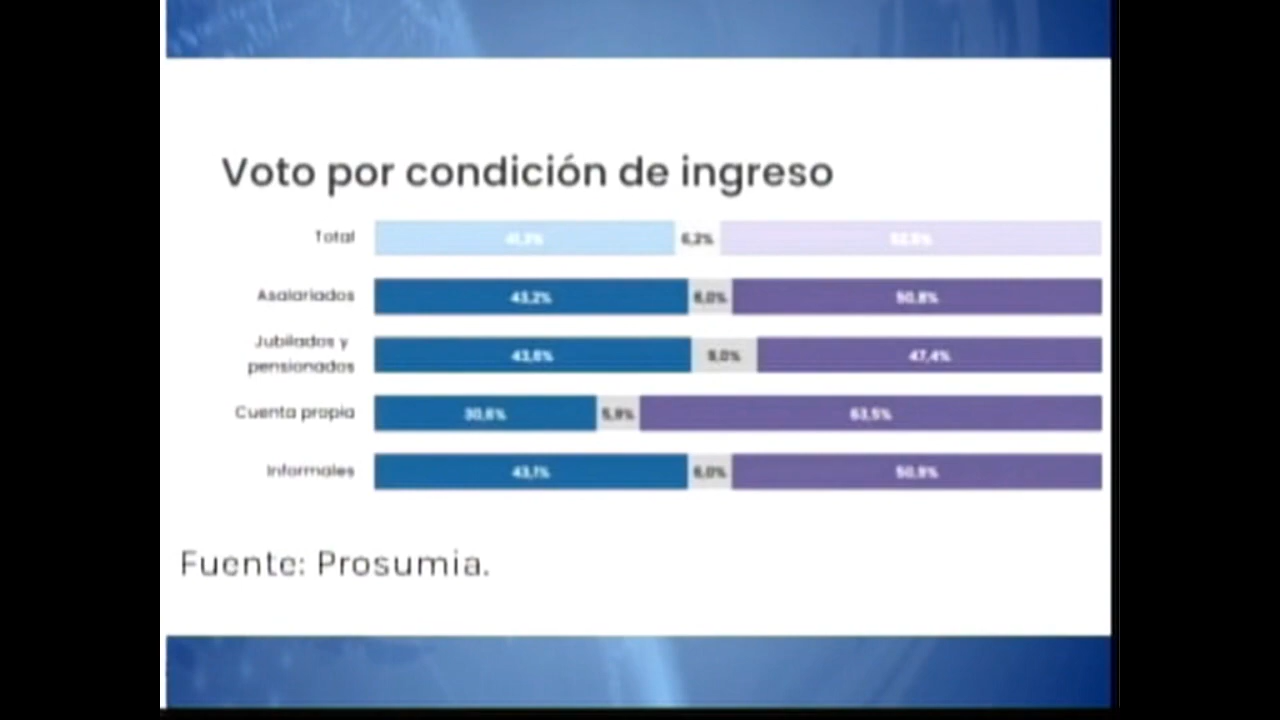 Voto por condición de ingreso
Total 6,2%
Asalariados 43,2% 6,0% 50,8%
Jubilados y
pensionados 43,6% 9,0% 47,4%
Cuenta propia 30,6% 5,9% 63,5%
Informales 43,1% 6,0% 50,9%
Fuente: Prosumia.